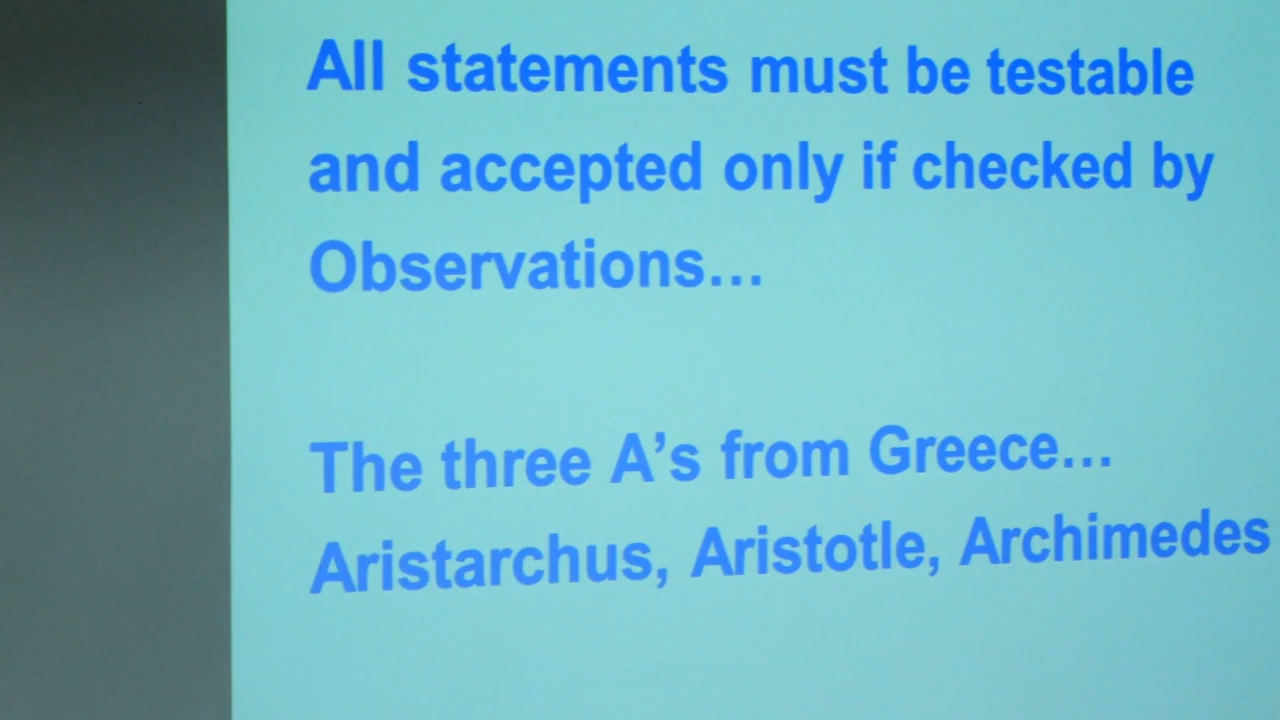 All statements must be testable
and accepted only if checked by
Observations...
The three A’s from Greece...
Aristarchus, Aristotle, Archimedes